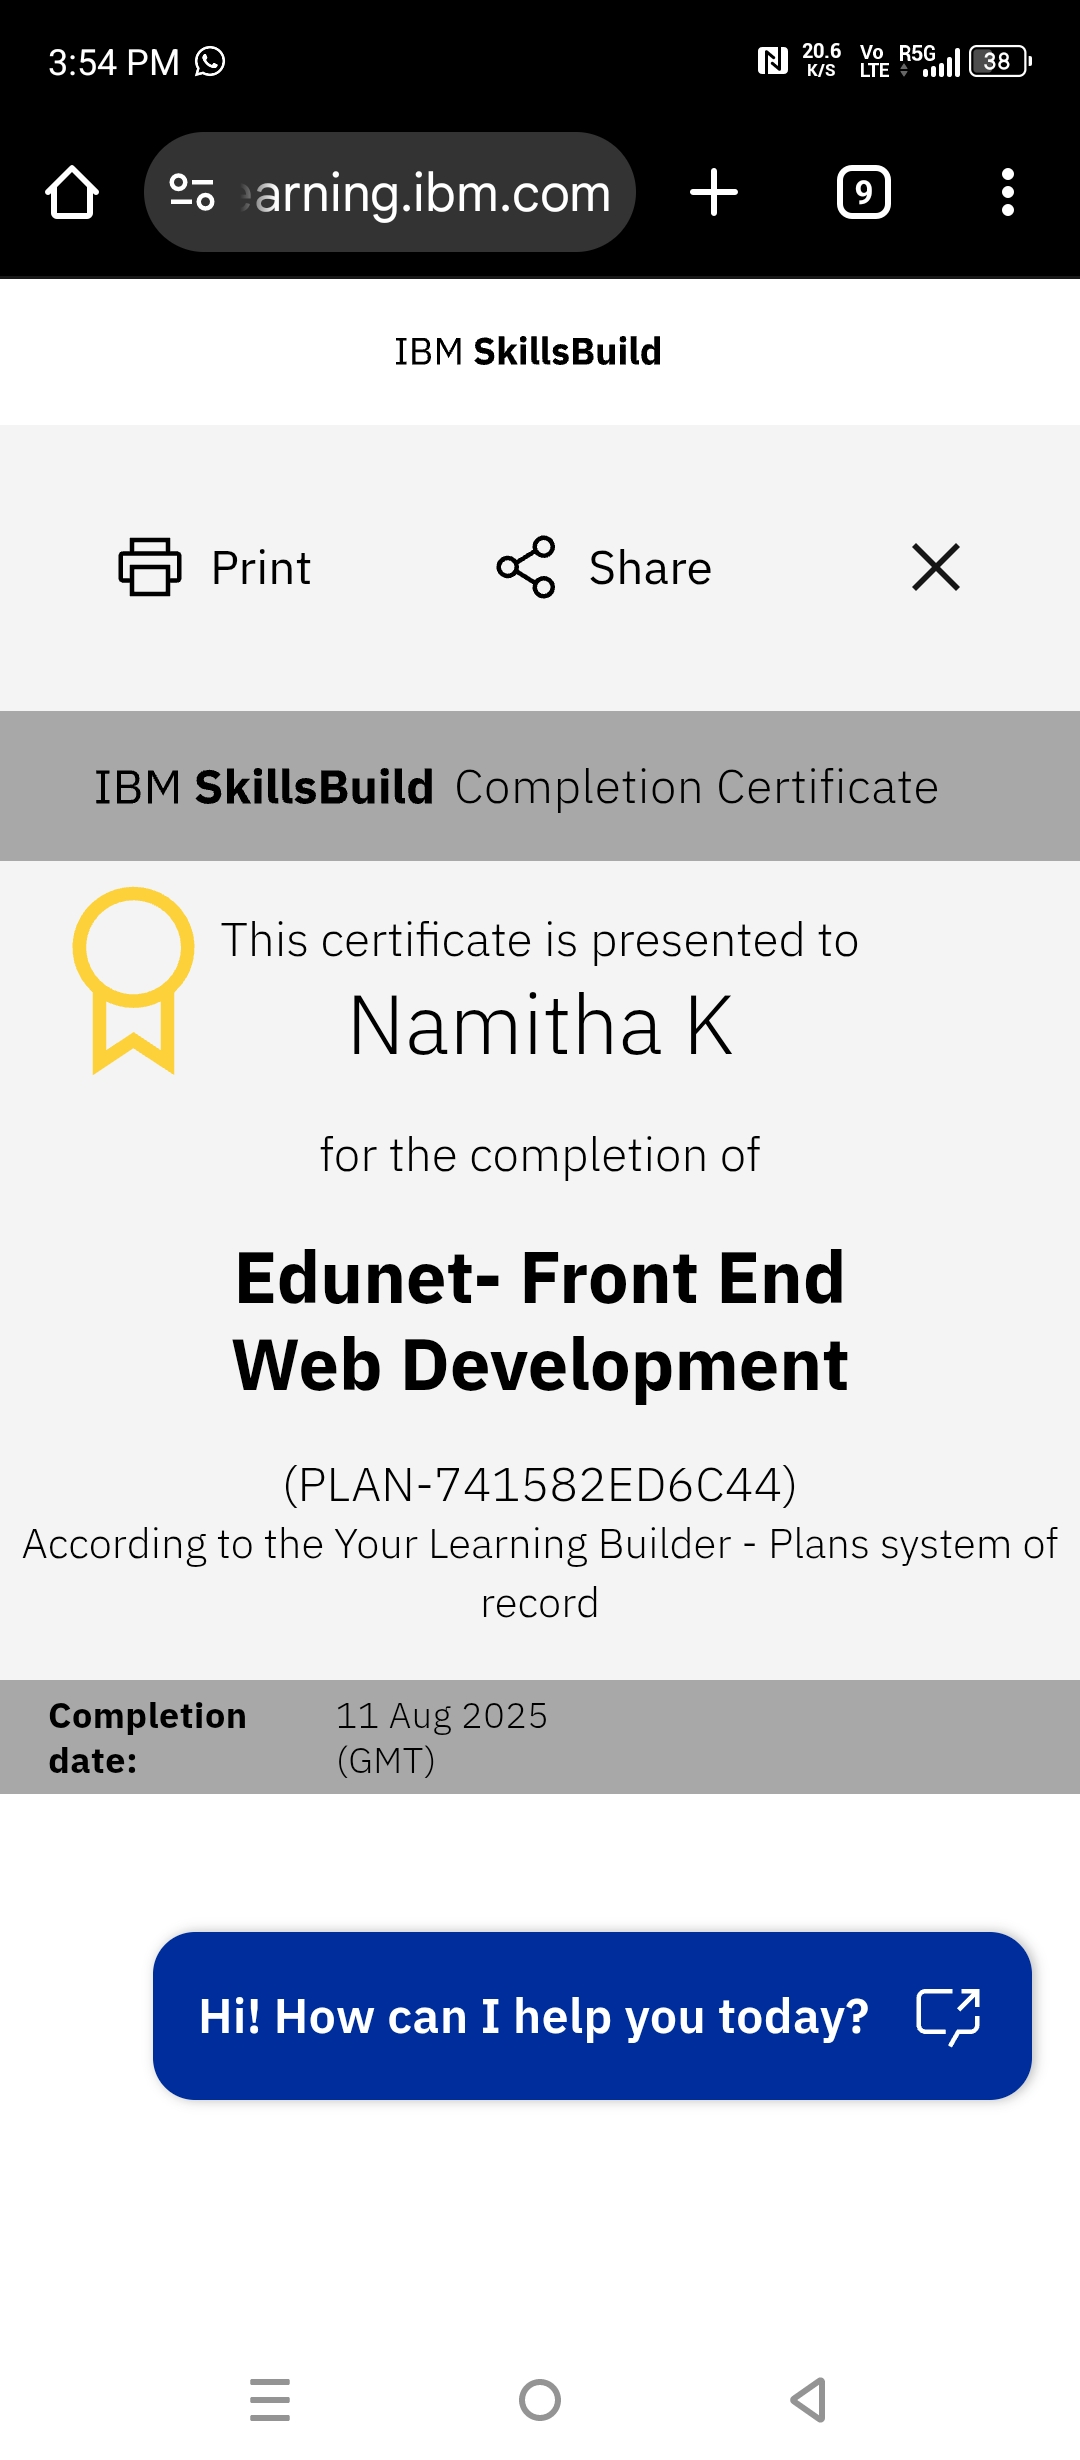 3:54 PM
20.6 K/S Vo LTE R5G 38
earning.ibm.com
9
IBM SkillsBuild
Print Share
IBM SkillsBuild Completion Certificate
This certificate is presented to
Namitha K
for the completion of
Edunet- Front End
Web Development
(PLAN-741582ED6C44)
According to the Your Learning Builder - Plans system of
record
Completion 11 Aug 2025
date: (GMT)
Hi! How can I help you today?